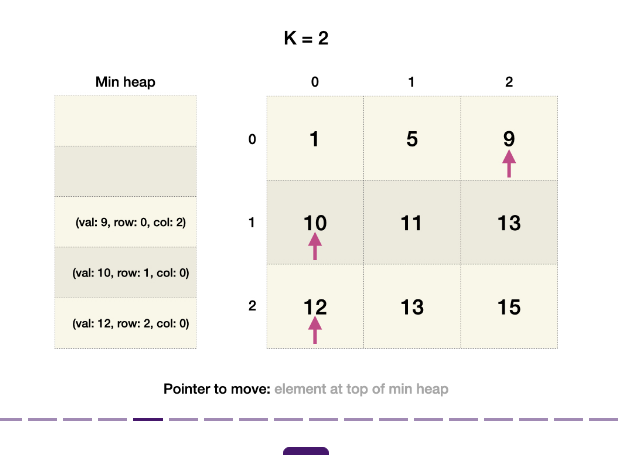 K = 2
Min heap
0 1 2
0 1 5 9
(val: 9, row: 0, col: 2)
1 10 11 13
(val: 10, row: 1, col: 0)
2 12 13 15
(val: 12, row: 2, col: 0)
Pointer to move: element at top of min heap